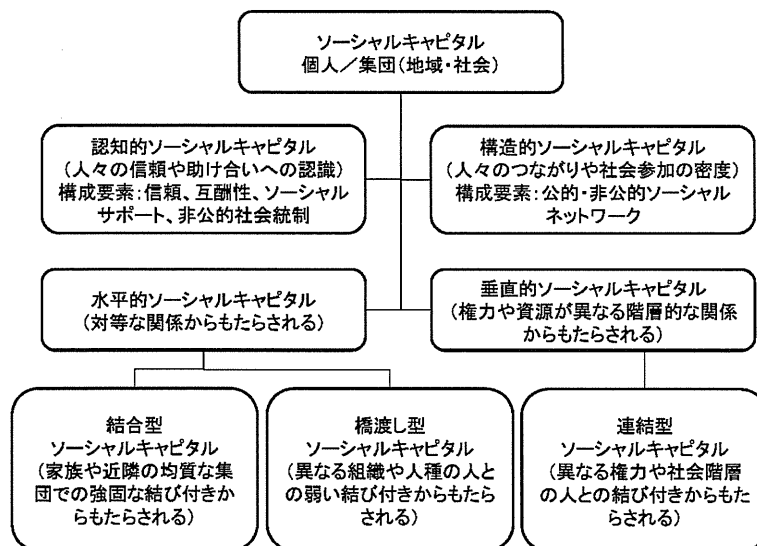 ソーシャルキャピタル
個人／集団(地域・社会)
認知的ソーシャルキャピタル
(人々の信頼や助け合いへの認識)
構成要素:信頼、互酬性、ソーシャル
サポート、非公的社会統制
構造的ソーシャルキャピタル
(人々のつながりや社会参加の密度)
構成要素:公的・非公的ソーシャル
ネットワーク
水平的ソーシャルキャピタル
(対等な関係からもたらされる)
垂直的ソーシャルキャピタル
(権力や資源が異なる階層的な関係
からもたらされる)
結合型
ソーシャルキャピタル
(家族や近隣の均質な集
団での強固な結び付きか
らもたらされる)
橋渡し型
ソーシャルキャピタル
(異なる組織や人種の人と
の弱い結び付きからもたら
される)
連結型
ソーシャルキャピタル
(異なる権力や社会階層
の人との結び付きからもた
らされる)